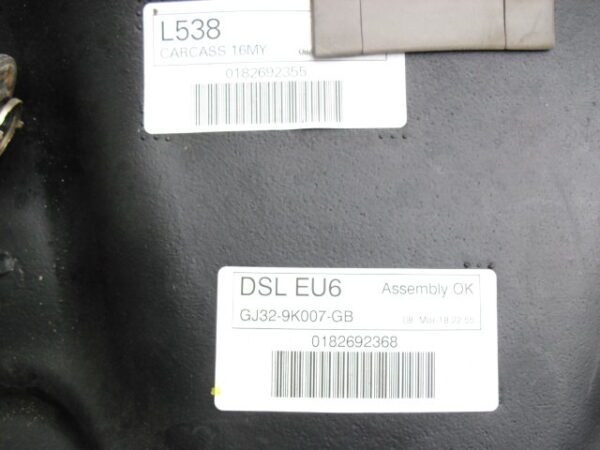 L538
CARCASS 16MY
0182692355
DSL EU6
Assembly OK
GJ32-9K007-GB
0182692368